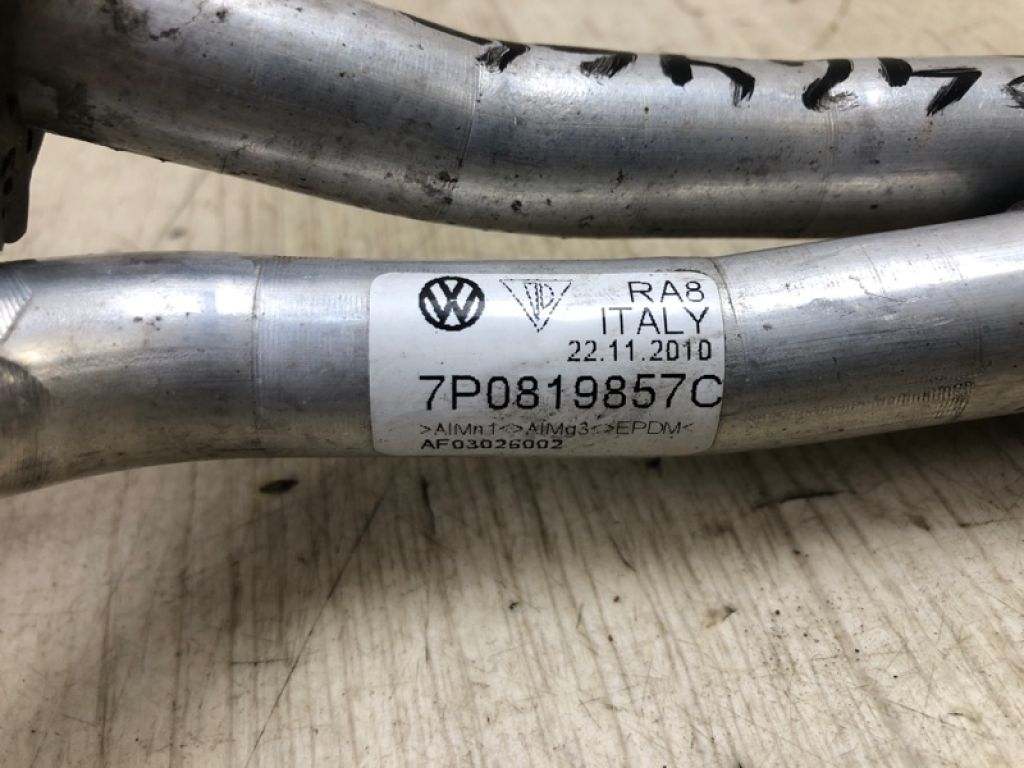 RA8
ITALY
22.11.2010
7P0819857C
>AlMn1<>AlMg3<>EPDM<
AF03026002